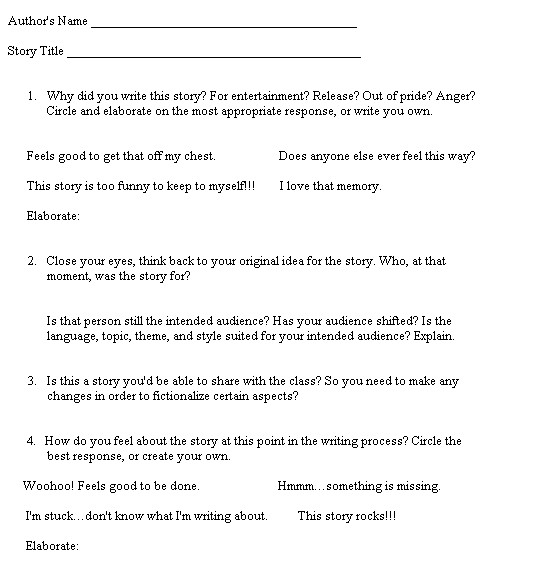 Author's Name ___________________________________________
Story Title ________________________________________________
1. Why did you write this story? For entertainment? Release? Out of pride? Anger?
Circle and elaborate on the most appropriate response, or write you own.
Feels good to get that off my chest. Does anyone else ever feel this way?
This story is too funny to keep to myself!!! I love that memory.
Elaborate:
2. Close your eyes, think back to your original idea for the story. Who, at that
moment, was the story for?
Is that person still the intended audience? Has your audience shifted? Is the
language, topic, theme, and style suited for your intended audience? Explain.
3. Is this a story you'd be able to share with the class? So you need to make any
changes in order to fictionalize certain aspects?
4. How do you feel about the story at this point in the writing process? Circle the
best response, or create your own.
Woohoo! Feels good to be done. Hmmm...something is missing.
I'm stuck...don't know what I'm writing about. This story rocks!!!
Elaborate: